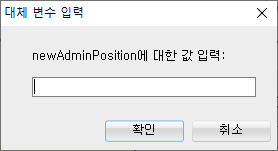 대체 변수 입력
newAdminPosition에 대한 값 입력:
확인
취소